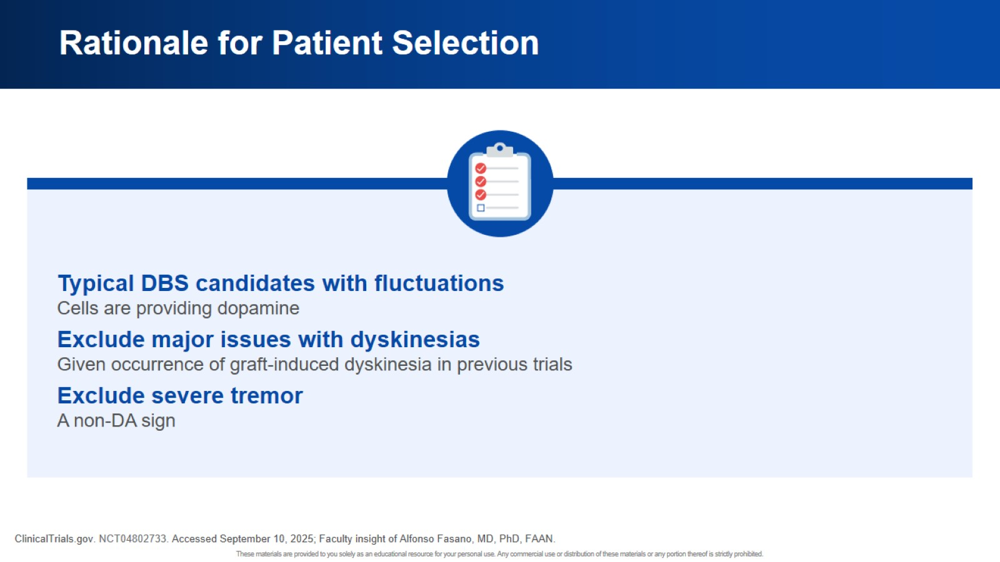 Rationale for Patient Selection
Typical DBS candidates with fluctuations
Cells are providing dopamine
Exclude major issues with dyskinesias
Given occurrence of graft-induced dyskinesia in previous trials
Exclude severe tremor
A non-DA sign
ClinicalTrials.gov. NCT04802733. Accessed September 10, 2025; Faculty insight of Alfonso Fasano, MD, PhD, FAAN.
These materials are provided to you solely as an educational resource for your personal use. Any commercial use or distribution of these materials or any portion thereof is strictly prohibited.